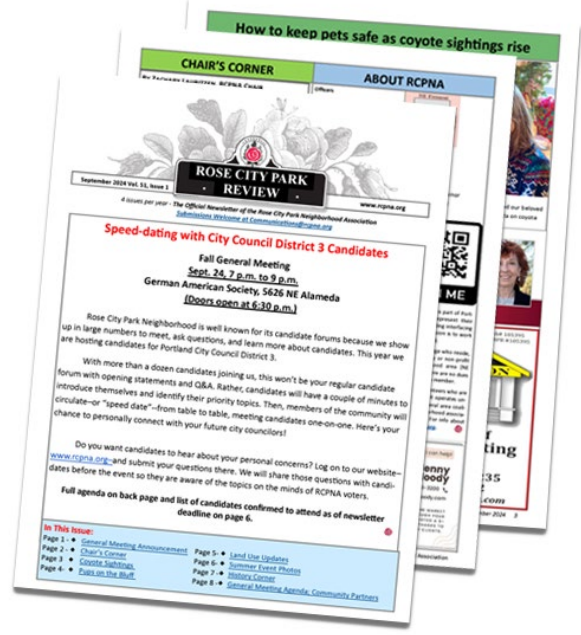 How to keep pets safe as coyote sightings rise
CHAIR'S CORNER
ABOUT RCPNA
Officers
ROSE CITY PARK
REVIEW
September 2024 Vol. 51, Issue 1
www.rcpna.org
4 issues per year - The Official Newsletter of the Rose City Park Neighborhood Association
Submissions Welcome at Communications@rcpna.org
Speed-dating with City Council District 3 Candidates
Fall General Meeting
Sept. 24, 7 p.m. to 9 p.m.
German American Society, 5626 NE Alameda
(Doors open at 6:30 p.m.)
Rose City Park Neighborhood is well known for its candidate forums because we show
up in large numbers to meet, ask questions, and learn more about candidates. This year we
are hosting candidates for Portland City Council District 3.
With more than a dozen candidates joining us, this won't be your regular candidate
forum with opening statements and Q&A. Rather, candidates will have a couple of minutes to
introduce themselves and identify their priority topics. Then, members of the community will
circulate—or "speed date"—from table to table, meeting candidates one-on-one. Here's your
chance to personally connect with your future city councilors!
Do you want candidates to hear about your personal concerns? Log on to our website–
www.rcpna.org–and submit your questions there. We will share those questions with candi-
dates before the event so they are aware of the topics on the minds of RCPNA voters.
Full agenda on back page and list of candidates confirmed to attend as of newsletter
deadline on page 6.
In This Issue:
Page 1- General Meeting Announcement
Page 2 - Chair's Corner
Page 3 Coyote Sightings
Page 4- Pups on the Bluff
Page 5- Land Use Updates
Page 6- Summer Event Photos
Page 7 - History Corner
Page 8 - General Meeting Agenda; Community Partners
ME